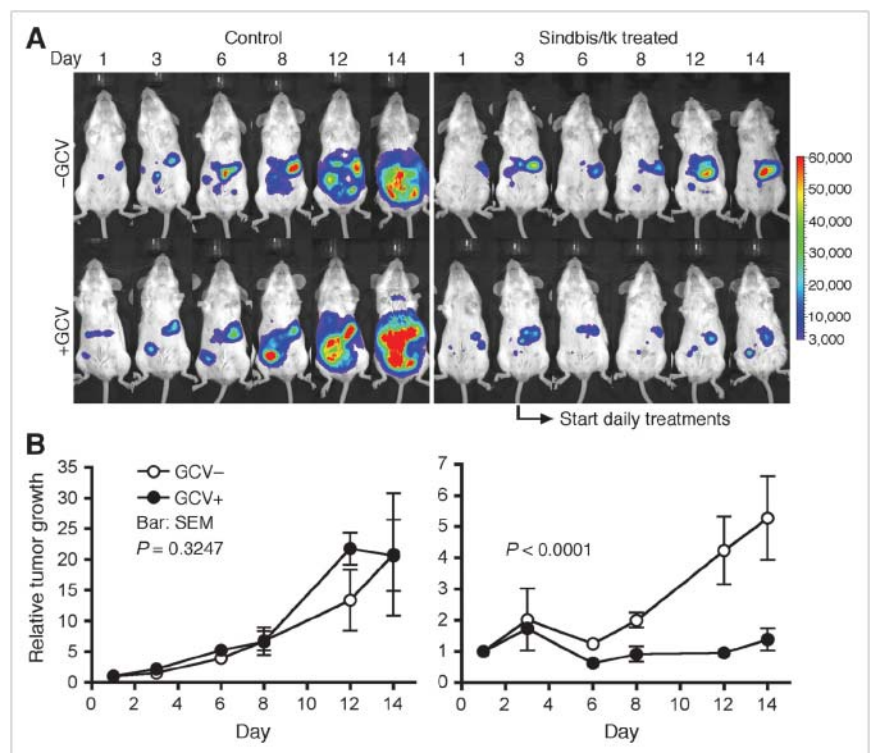 A
Control
Sindbis/tk treated
Day 1 3 6 8 12 14 1 3 6 8 12 14
–GCV
60,000
50,000
40,000
30,000
20,000
10,000
3,000
+GCV
Start daily treatments
B
Relative tumor growth
35
30
25
20
15
10
5
0
GCV–
GCV+
Bar: SEM
P = 0.3247
0 2 4 6 8 10 12 14
Day
7
6
5
4
3
2
1
0
P < 0.0001
0 2 4 6 8 10 12 14
Day